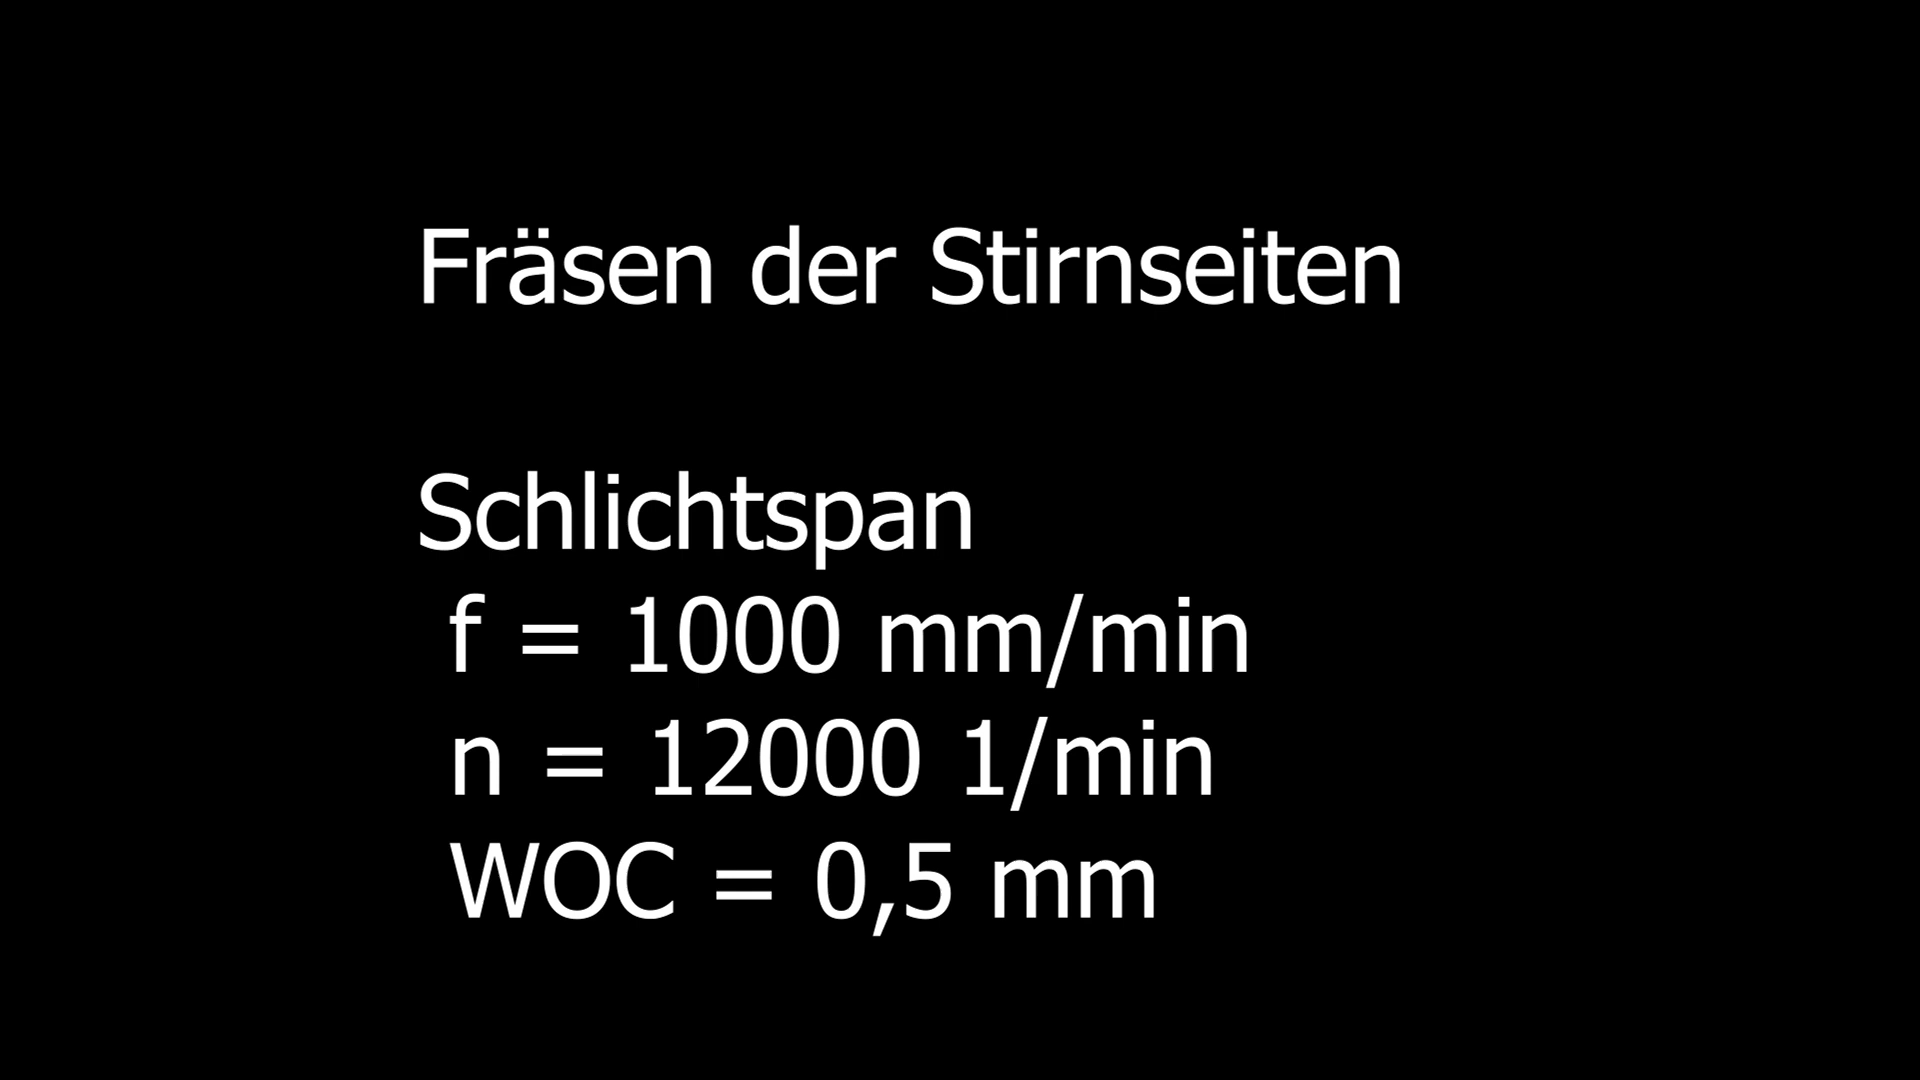 Fräsen der Stirnseiten
Schlichtspan
f = 1000 mm/min
n = 12000 1/min
WOC = 0,5 mm